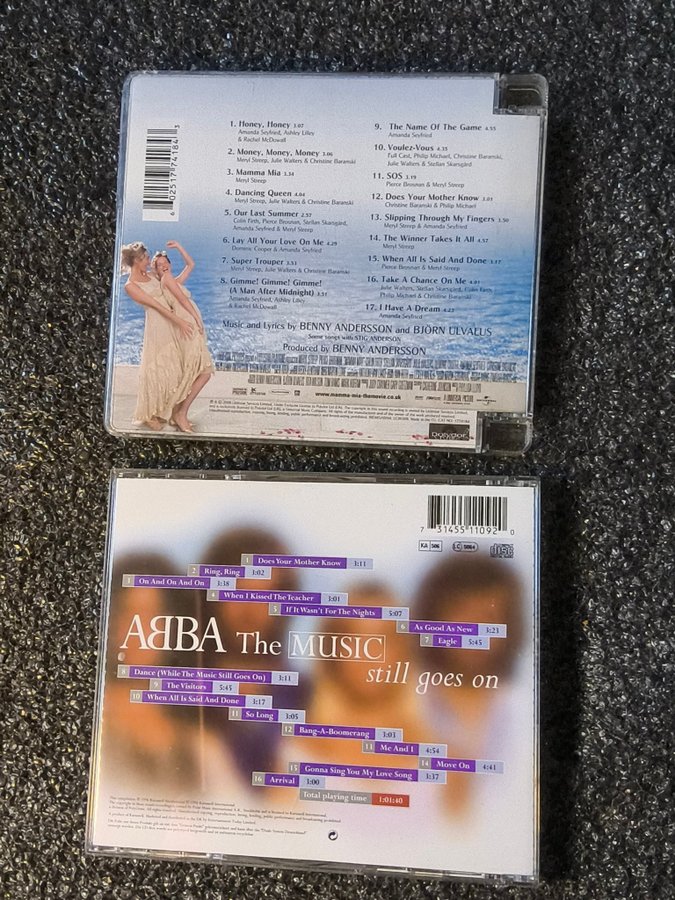 1. Honey, Honey 3.07
Amanda Seyfried, Ashley Lilley
& Rachel McDowall
2. Money, Money, Money 3.06
Meryl Streep, Julie Walters & Christine Baranski
3. Mamma Mia 3.34
Meryl Streep
4. Dancing Queen 4.04
Meryl Streep, Julie Walters & Christine Baranski
5. Our Last Summer 2.57
Colin Firth, Pierce Brosnan, Stellan Skarsgård,
Amanda Seyfried & Meryl Streep
6. Lay All Your Love On Me 4.29
Dominic Cooper & Amanda Seyfried
7. Super Trouper 3.53
Meryl Streep, Julie Walters & Christine Baranski
8. Gimme! Gimme! Gimme!
(A Man After Midnight) 3.51
Amanda Seyfried, Ashley Lilley
& Rachel McDowall
9. The Name Of The Game 4.55
Amanda Seyfried
10. Voulez-Vous 4.35
Full Cast, Philip Michael, Christine Baranski,
Julie Walters & Stellan Skarsgård
11. SOS 3.19
Pierce Brosnan & Meryl Streep
12. Does Your Mother Know 3.01
Christine Baranski & Philip Michael
13. Slipping Through My Fingers 3.50
Meryl Streep & Amanda Seyfried
14. The Winner Takes It All 4.57
Meryl Streep
15. When All Is Said And Done 3.17
Pierce Brosnan & Meryl Streep
16. Take A Chance On Me 4.01
Julie Walters, Stellan Skarsgård, Colin Firth,
Philip Michael & Christine Baranski
17. I Have A Dream 4.23
Amanda Seyfried
Music and Lyrics by BENNY ANDERSSON and BJÖRN ULVAEUS
Some songs with STIG ANDERSON
Produced by BENNY ANDERSSON
6 02517 74184 3
www.mamma-mia-themovie.co.uk
polydor
7 31455 11092 0
KA 506
LC 5064
1 Does Your Mother Know 3:11
2 Ring, Ring 3:02
3 On And On And On 3:38
4 When I Kissed The Teacher 3:01
5 If It Wasn't For The Nights 5:07
6 As Good As New 3:23
7 Eagle 5:45
ABBA The MUSIC
still goes on
8 Dance (While The Music Still Goes On) 3:11
9 The Visitors 5:45
10 When All Is Said And Done 3:17
11 So Long 3:05
12 Bang-A-Boomerang 3:03
13 Me And I 4:54
14 Move On 4:41
15 Gonna Sing You My Love Song 3:37
16 Arrival 3:00
Total playing time 1:01:40